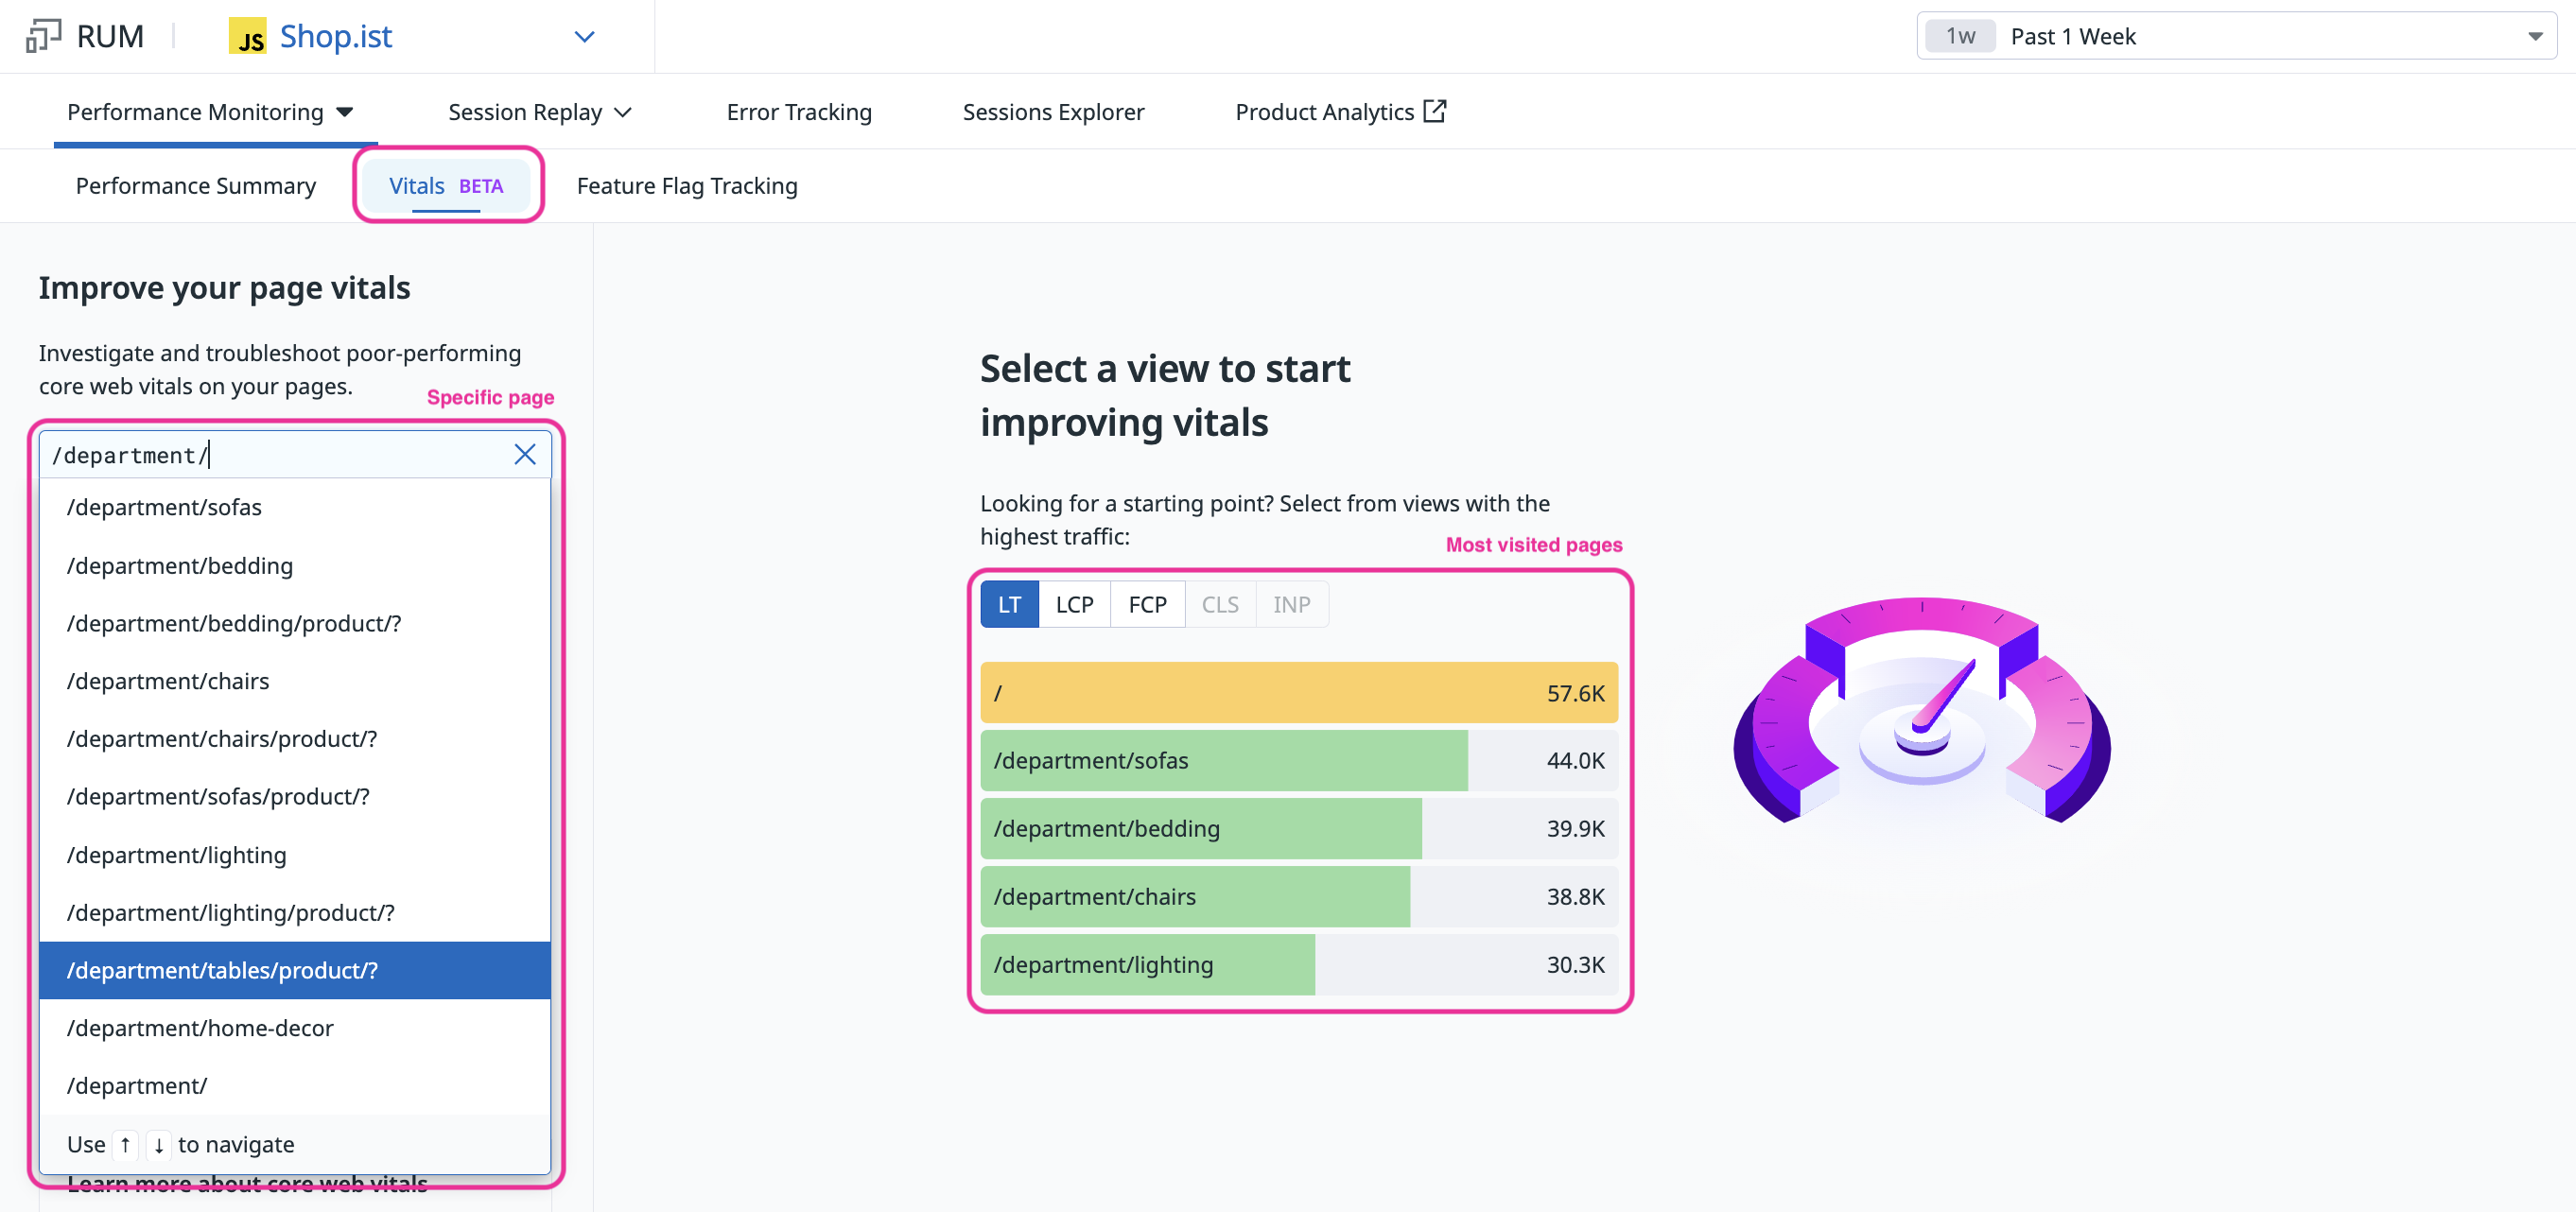 RUM
JS Shop.ist
1w Past 1 Week
Performance Monitoring
Session Replay
Error Tracking
Sessions Explorer
Product Analytics
Performance Summary
Vitals BETA
Feature Flag Tracking
Improve your page vitals
Investigate and troubleshoot poor-performing
core web vitals on your pages.
Specific page
/department/
/department/sofas
/department/bedding
/department/bedding/product/?
/department/chairs
/department/chairs/product/?
/department/sofas/product/?
/department/lighting
/department/lighting/product/?
/department/tables/product/?
/department/home-decor
/department/
Use ↑ ↓ to navigate
Learn more about core web vitals
Select a view to start
improving vitals
Looking for a starting point? Select from views with the
highest traffic:
Most visited pages
LT LCP FCP CLS INP
/ 57.6K
/department/sofas 44.0K
/department/bedding 39.9K
/department/chairs 38.8K
/department/lighting 30.3K